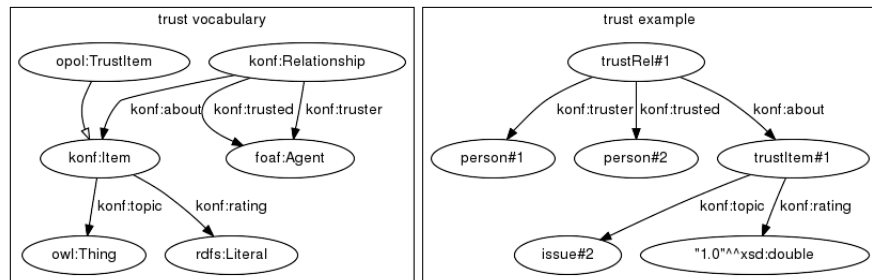 trust vocabulary
opol:TrustItem
konf:Relationship
konf:about
konf:trusted
konf:truster
konf:Item
foaf:Agent
konf:topic
konf:rating
owl:Thing
rdfs:Literal
trust example
trustRel#1
konf:truster
konf:trusted
konf:about
person#1
person#2
trustItem#1
konf:topic
konf:rating
issue#2
"1.0"^^xsd:double